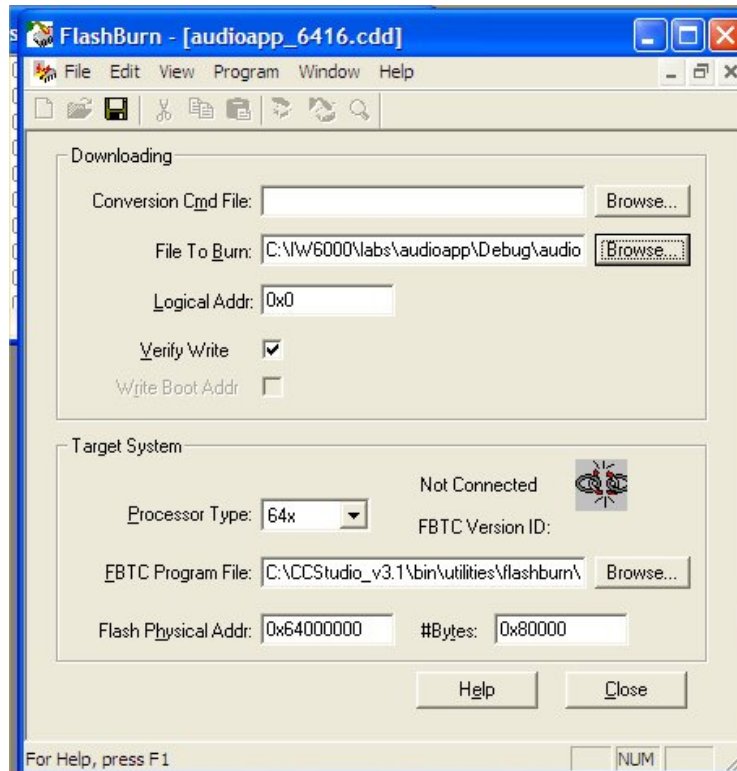 FlashBurn - [audioapp_6416.cdd]
File Edit View Program Window Help
Downloading
Conversion Cmd File: Browse...
File To Burn: C:\IW6000\labs\audioapp\Debug\audio Browse...
Logical Addr: 0x0
Verify Write
Write Boot Addr
Target System
Not Connected
Processor Type: 64x
FBTC Version ID:
FBTC Program File: C:\CCStudio_v3.1\bin\utilities\flashburn\ Browse...
Flash Physical Addr: 0x64000000 #Bytes: 0x80000
Help Close
For Help, press F1 NUM